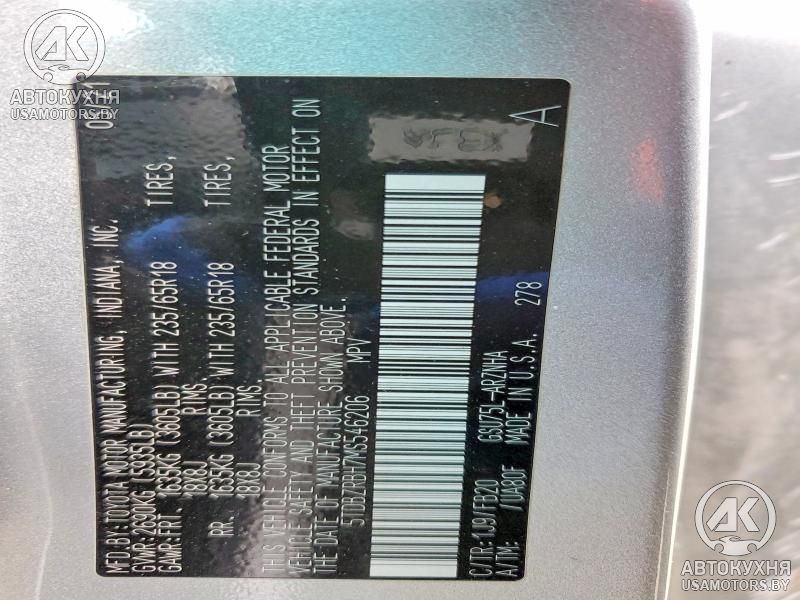 MFD.BY:TOYOTA MOTOR MANUFACTURING, INDIANA, INC.
GVWR:2690KG (5935LB)
GAWR:FRT. 1635KG (3605LB) WITH 235/65R18 TIRES,
18X8J RIMS.
RR. 1635KG (3605LB) WITH 235/65R18 TIRES,
18X8J RIMS.
THIS VEHICLE CONFORMS TO ALL APPLICABLE FEDERAL MOTOR
VEHICLE SAFETY AND THEFT PREVENTION STANDARDS IN EFFECT ON
THE DATE OF MANUFACTURE SHOWN ABOVE.
MPV
C/TR:1J9/FB20 GSU75L-ARZNHA
A/TM: /UA80F MADE IN U.S.A. 278
A
AK
АВТОКУХНЯ
USAMOTORS.BY
AK
АВТОКУХНЯ
USAMOTORS.BY